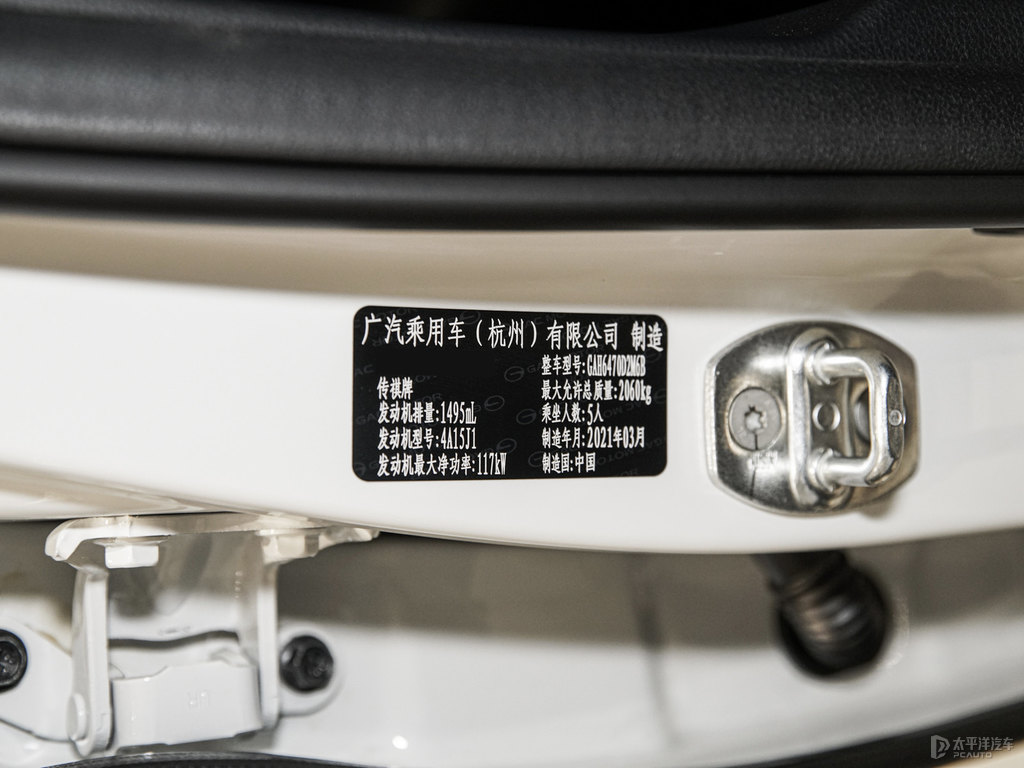 广汽乘用车（杭州）有限公司 制造
整车型号:GAH6470D2M6B
传祺牌
最大允许总质量:2060kg
发动机排量:1495mL
乘坐人数:5人
发动机型号:4A15J1
制造年月:2021年03月
发动机最大净功率:117kW
制造国:中国
太平洋汽车
PCAUTO